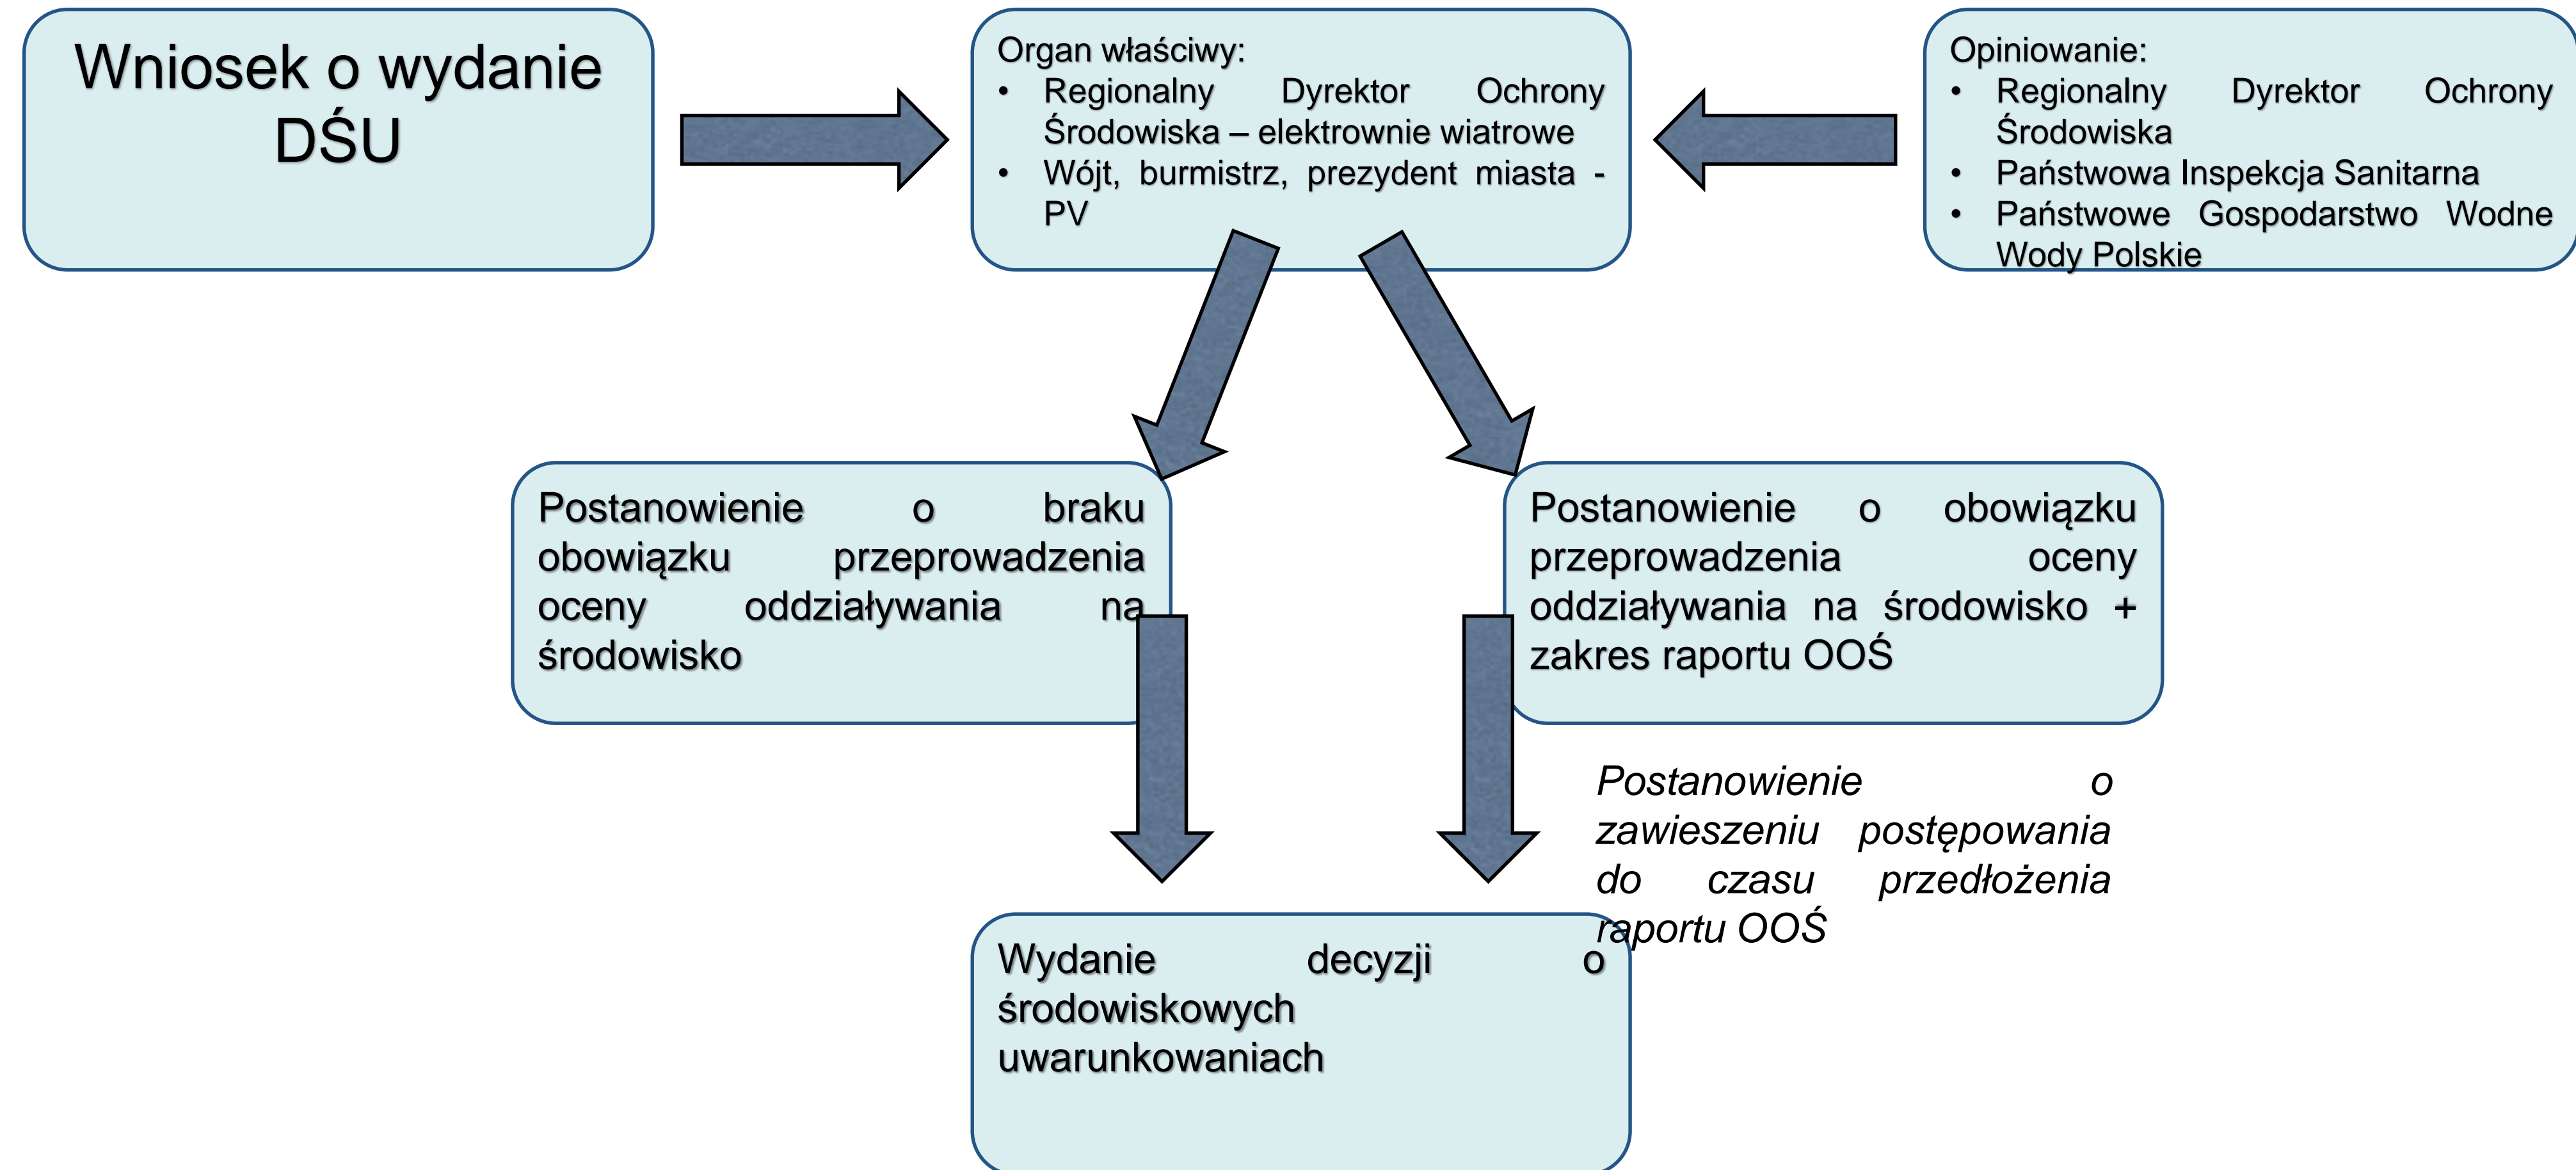 Wniosek o wydanie
DŚU
Organ właściwy:
• Regionalny Dyrektor Ochrony
Środowiska – elektrownie wiatrowe
• Wójt, burmistrz, prezydent miasta -
PV
Opiniowanie:
• Regionalny Dyrektor Ochrony
Środowiska
• Państwowa Inspekcja Sanitarna
• Państwowe Gospodarstwo Wodne
Wody Polskie
Postanowienie o braku
obowiązku przeprowadzenia
oceny oddziaływania na
środowisko
Postanowienie o obowiązku
przeprowadzenia oceny
oddziaływania na środowisko +
zakres raportu OOŚ
Postanowienie o
zawieszeniu postępowania
do czasu przedłożenia
raportu OOŚ
Wydanie decyzji o
środowiskowych
uwarunkowaniach